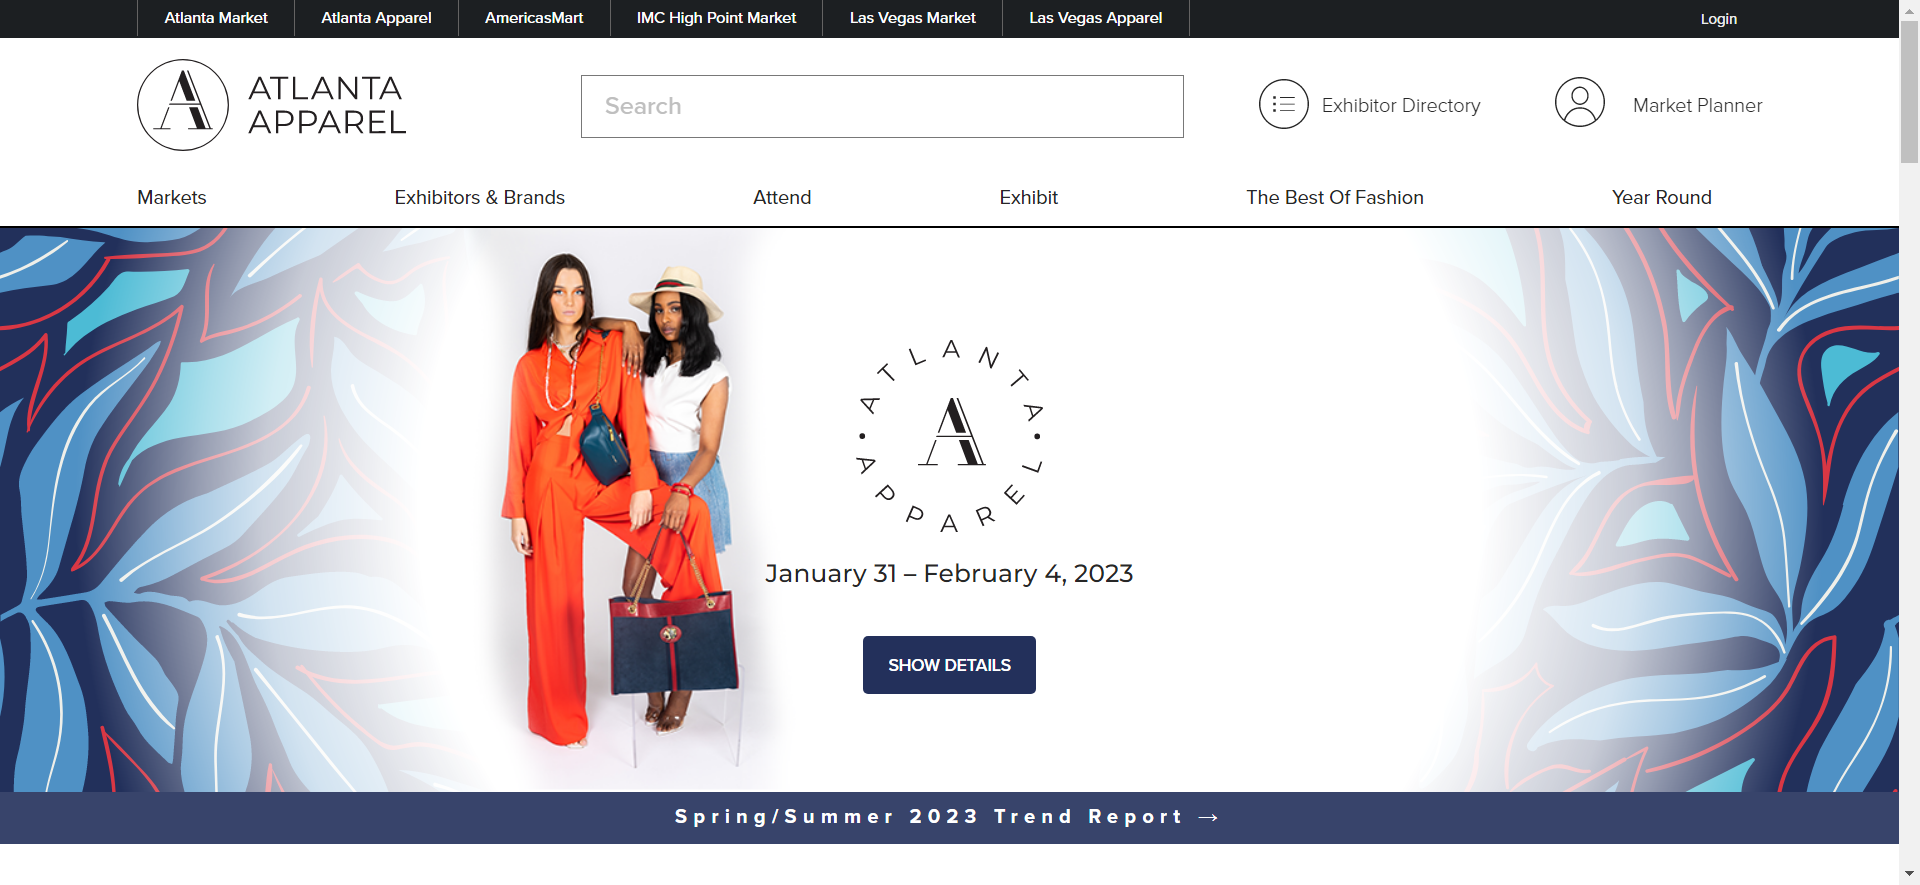 Atlanta Market
Atlanta Apparel
AmericasMart
IMC High Point Market
Las Vegas Market
Las Vegas Apparel
Login
A
ATLANTA
APPAREL
Search
Exhibitor Directory
Market Planner
Markets
Exhibitors & Brands
Attend
Exhibit
The Best Of Fashion
Year Round
ATLANTA
A
APPAREL
January 31 – February 4, 2023
SHOW DETAILS
Spring/Summer 2023 Trend Report →